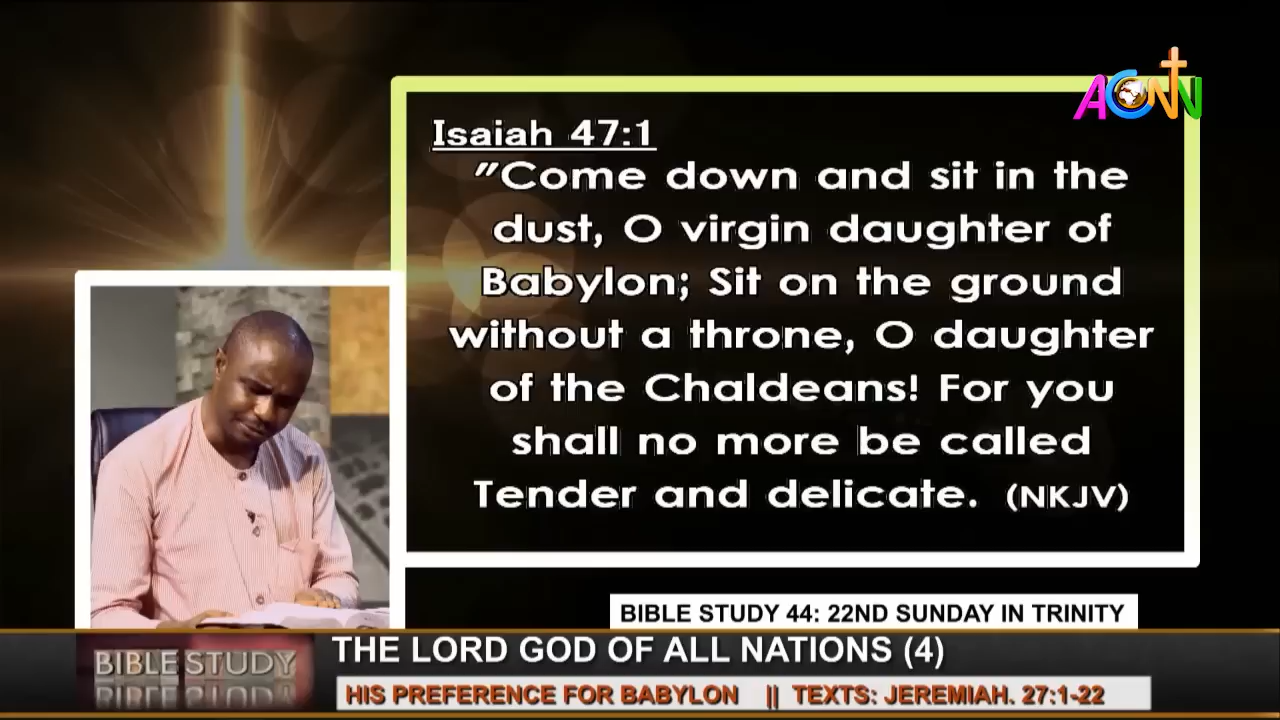 ACNN
Isaiah 47:1
"Come down and sit in the
dust, O virgin daughter of
Babylon; Sit on the ground
without a throne, O daughter
of the Chaldeans! For you
shall no more be called
Tender and delicate. (NKJV)
BIBLE STUDY 44: 22ND SUNDAY IN TRINITY
BIBLE STUDY
THE LORD GOD OF ALL NATIONS (4)
HIS PREFERENCE FOR BABYLON || TEXTS: JEREMIAH. 27:1-22